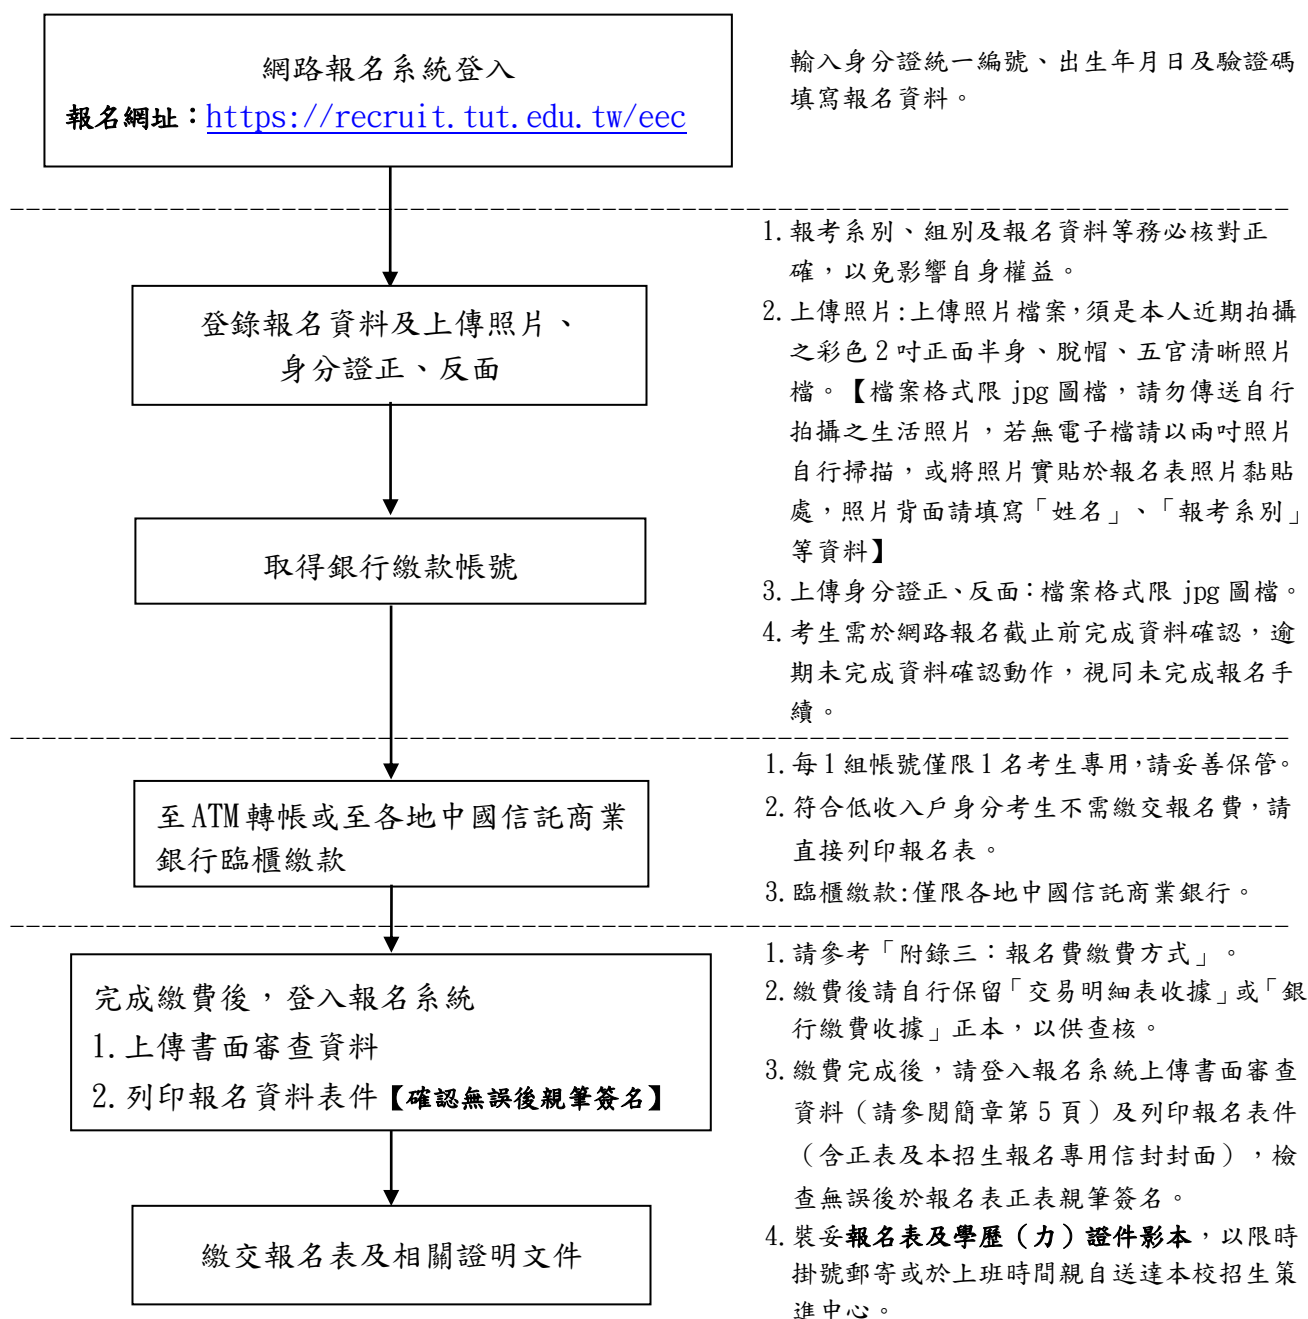 網路報名系統登入
報名網址：https://recruit.tut.edu.tw/eec
輸入身分證統一編號、出生年月日及驗證碼
填寫報名資料。
登錄報名資料及上傳照片、
身分證正、反面
取得銀行繳款帳號
1.報考系別、組別及報名資料等務必核對正
確，以免影響自身權益。
2.上傳照片:上傳照片檔案，須是本人近期拍攝
之彩色2吋正面半身、脫帽、五官清晰照片
檔。【檔案格式限 jpg 圖檔，請勿傳送自行
拍攝之生活照片，若無電子檔請以兩吋照片
自行掃描，或將照片實貼於報名表照片黏貼
處，照片背面請填寫「姓名」、「報考系別」
等資料】
3.上傳身分證正、反面：檔案格式限 jpg 圖檔。
4.考生需於網路報名截止前完成資料確認，逾
期未完成資料確認動作，視同未完成報名手
續。
至ATM轉帳或至各地中國信託商業
銀行臨櫃繳款
1.每1組帳號僅限1名考生專用，請妥善保管。
2.符合低收入戶身分考生不需繳交報名費，請
直接列印報名表。
3.臨櫃繳款:僅限各地中國信託商業銀行。
完成繳費後，登入報名系統
1.上傳書面審查資料
2.列印報名資料表件【確認無誤後親筆簽名】
繳交報名表及相關證明文件
1.請參考「附錄三：報名費繳費方式」。
2.繳費後請自行保留「交易明細表收據」或「銀
行繳費收據」正本，以供查核。
3.繳費完成後，請登入報名系統上傳書面審查
資料（請參閱簡章第5頁）及列印報名表件
（含正表及本招生報名專用信封封面），檢
查無誤後於報名表正表親筆簽名。
4.裝妥報名表及學歷（力）證件影本，以限時
掛號郵寄或於上班時間親自送達本校招生策
進中心。